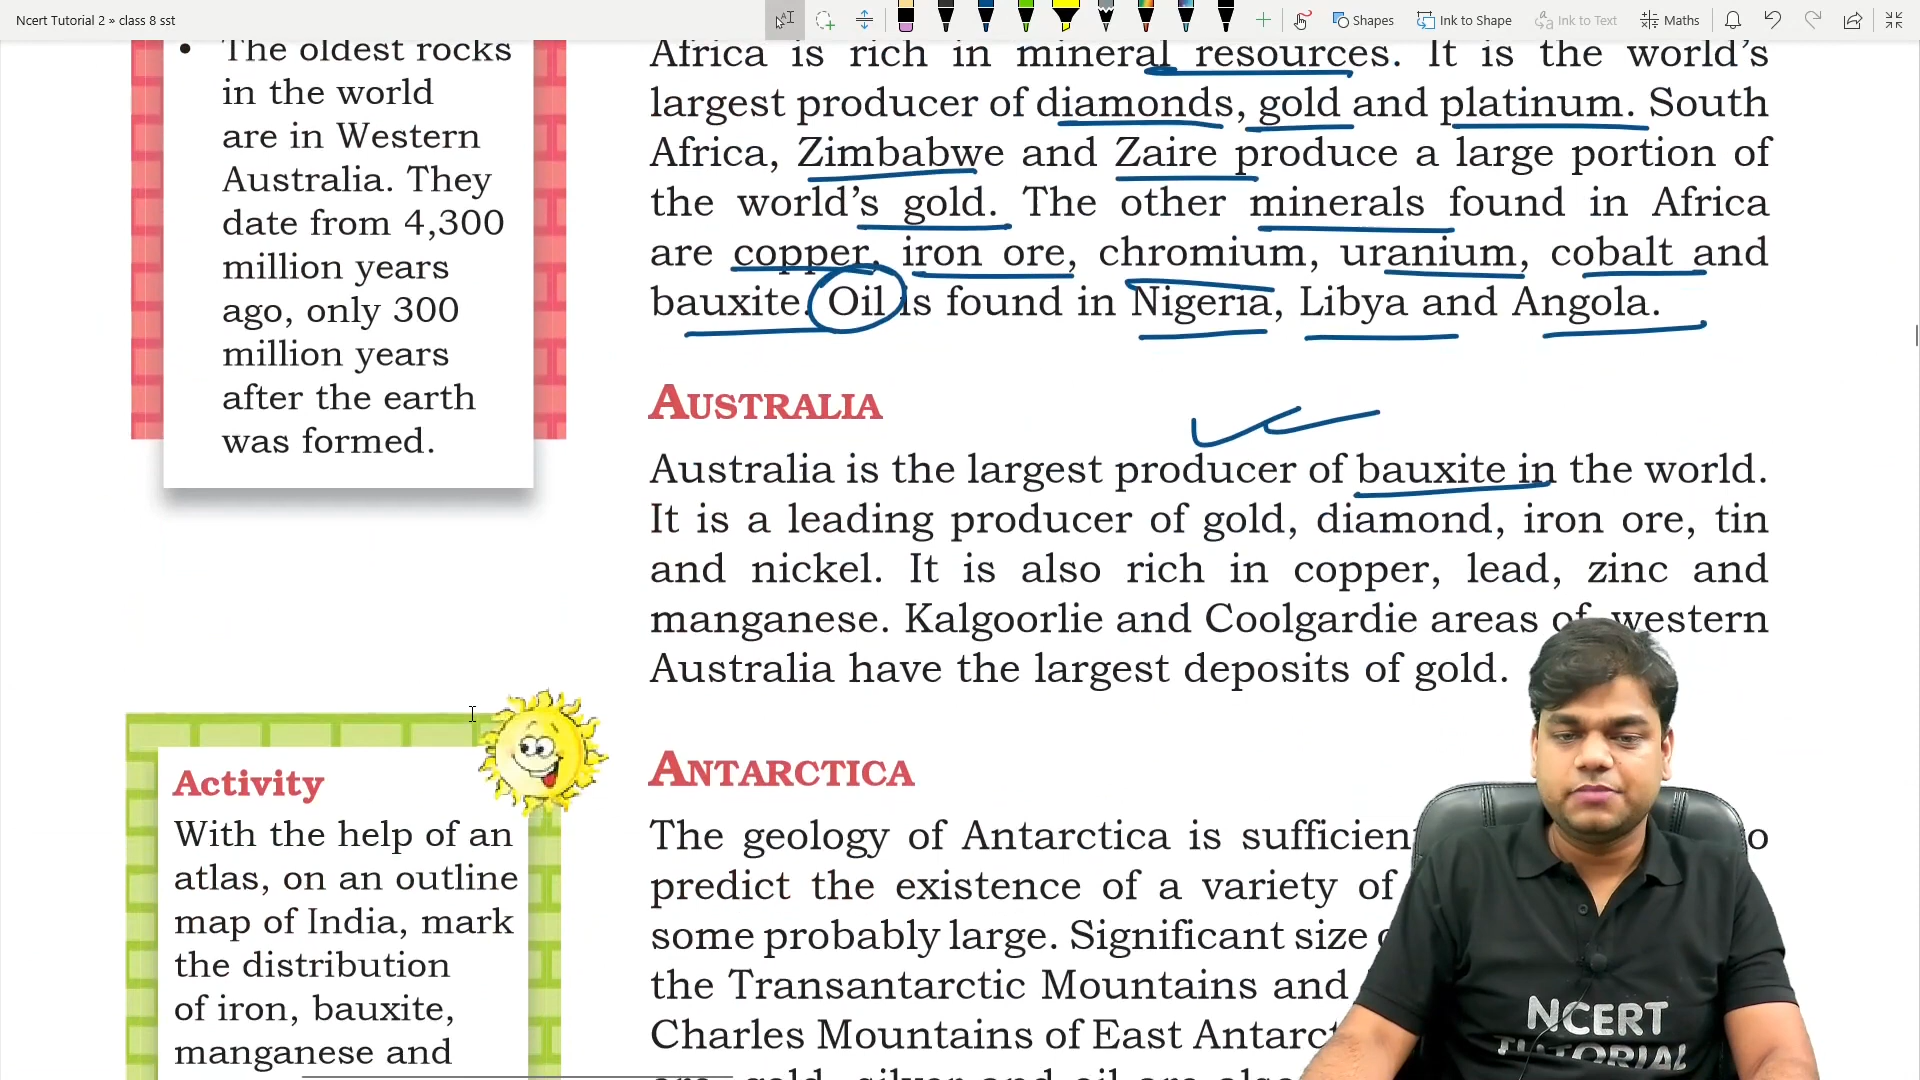 Ncert Tutorial 2 » class 8 sst
Shapes
Ink to Shape
Ink to Text
Maths
• The oldest rocks
in the world
are in Western
Australia. They
date from 4,300
million years
ago, only 300
million years
after the earth
was formed.
Africa is rich in mineral resources. It is the world’s
largest producer of diamonds, gold and platinum. South
Africa, Zimbabwe and Zaire produce a large portion of
the world’s gold. The other minerals found in Africa
are copper, iron ore, chromium, uranium, cobalt and
bauxite. Oil is found in Nigeria, Libya and Angola.
AUSTRALIA
Australia is the largest producer of bauxite in the world.
It is a leading producer of gold, diamond, iron ore, tin
and nickel. It is also rich in copper, lead, zinc and
manganese. Kalgoorlie and Coolgardie areas of western
Australia have the largest deposits of gold.
Activity
With the help of an
atlas, on an outline
map of India, mark
the distribution
of iron, bauxite,
manganese and
ANTARCTICA
The geology of Antarctica is
predict the existence of a variety of
some probably large. Significant size
the Transantarctic Mountains and
Charles Mountains of East
NCERT
TUTORIAL